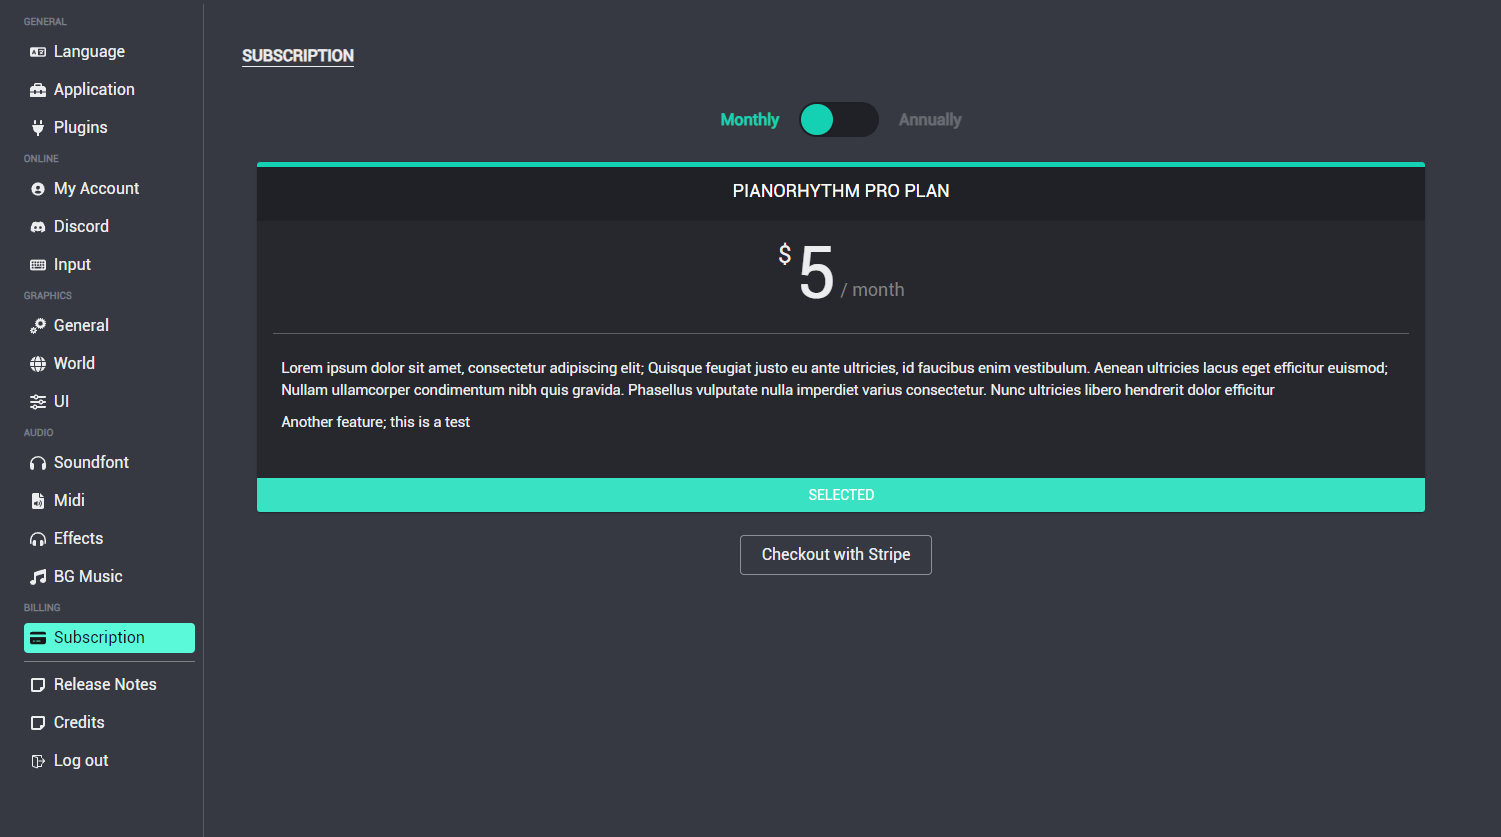 GENERAL
Language
Application
Plugins
ONLINE
My Account
Discord
Input
GRAPHICS
General
World
UI
AUDIO
Soundfont
Midi
Effects
BG Music
BILLING
Subscription
Release Notes
Credits
Log out
SUBSCRIPTION
Monthly Annually
PIANORHYTHM PRO PLAN
$5 / month
Lorem ipsum dolor sit amet, consectetur adipiscing elit; Quisque feugiat justo eu ante ultricies, id faucibus enim vestibulum. Aenean ultricies lacus eget efficitur euismod;
Nullam ullamcorper condimentum nibh quis gravida. Phasellus vulputate nulla imperdiet varius consectetur. Nunc ultricies libero hendrerit dolor efficitur
Another feature; this is a test
SELECTED
Checkout with Stripe